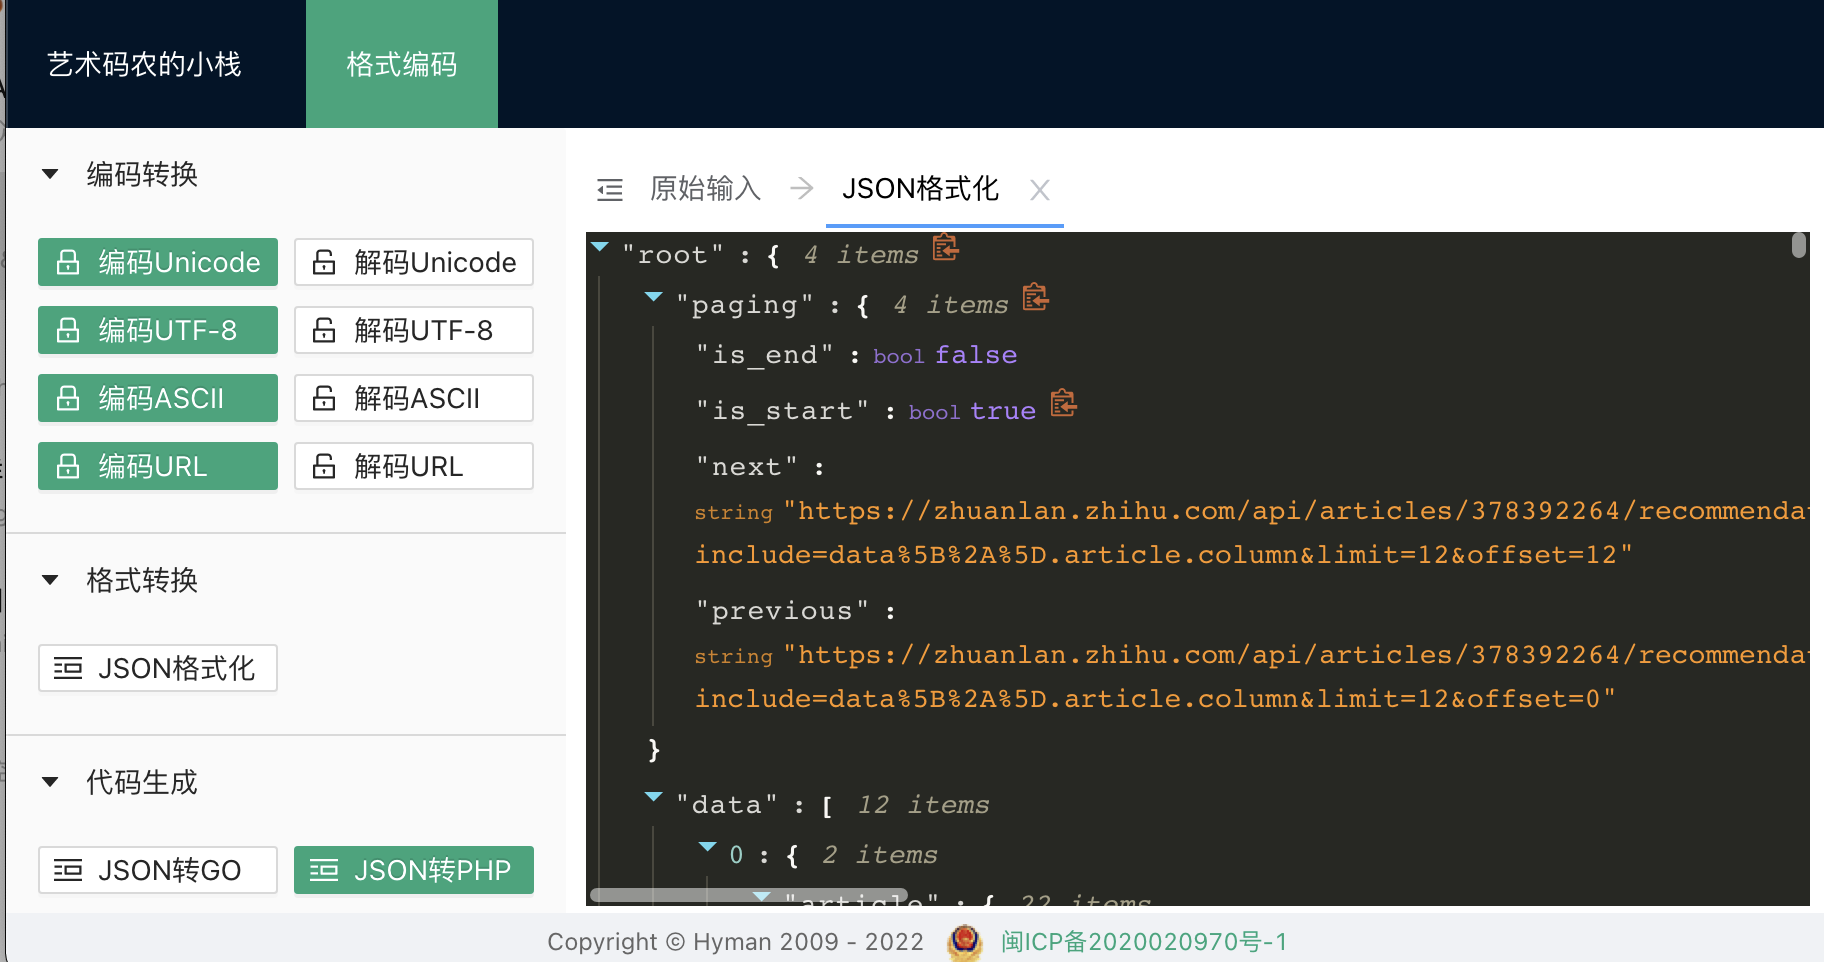 艺术码农的小栈
格式编码
编码转换
编码Unicode
解码Unicode
编码UTF-8
解码UTF-8
编码ASCII
解码ASCII
编码URL
解码URL
格式转换
JSON格式化
代码生成
JSON转GO
JSON转PHP
原始输入
JSON格式化
"root" : { 4 items
"paging" : { 4 items
"is_end" : bool false
"is_start" : bool true
"next" :
string "https://zhuanlan.zhihu.com/api/articles/378392264/recommendat
include=data%5B%2A%5D.article.column&limit=12&offset=12"
"previous" :
string "https://zhuanlan.zhihu.com/api/articles/378392264/recommendat
include=data%5B%2A%5D.article.column&limit=12&offset=0"
}
"data" : [ 12 items
0 : { 2 items
"article" : { 22 items
Copyright © Hyman 2009 - 2022
闽ICP备2020020970号-1